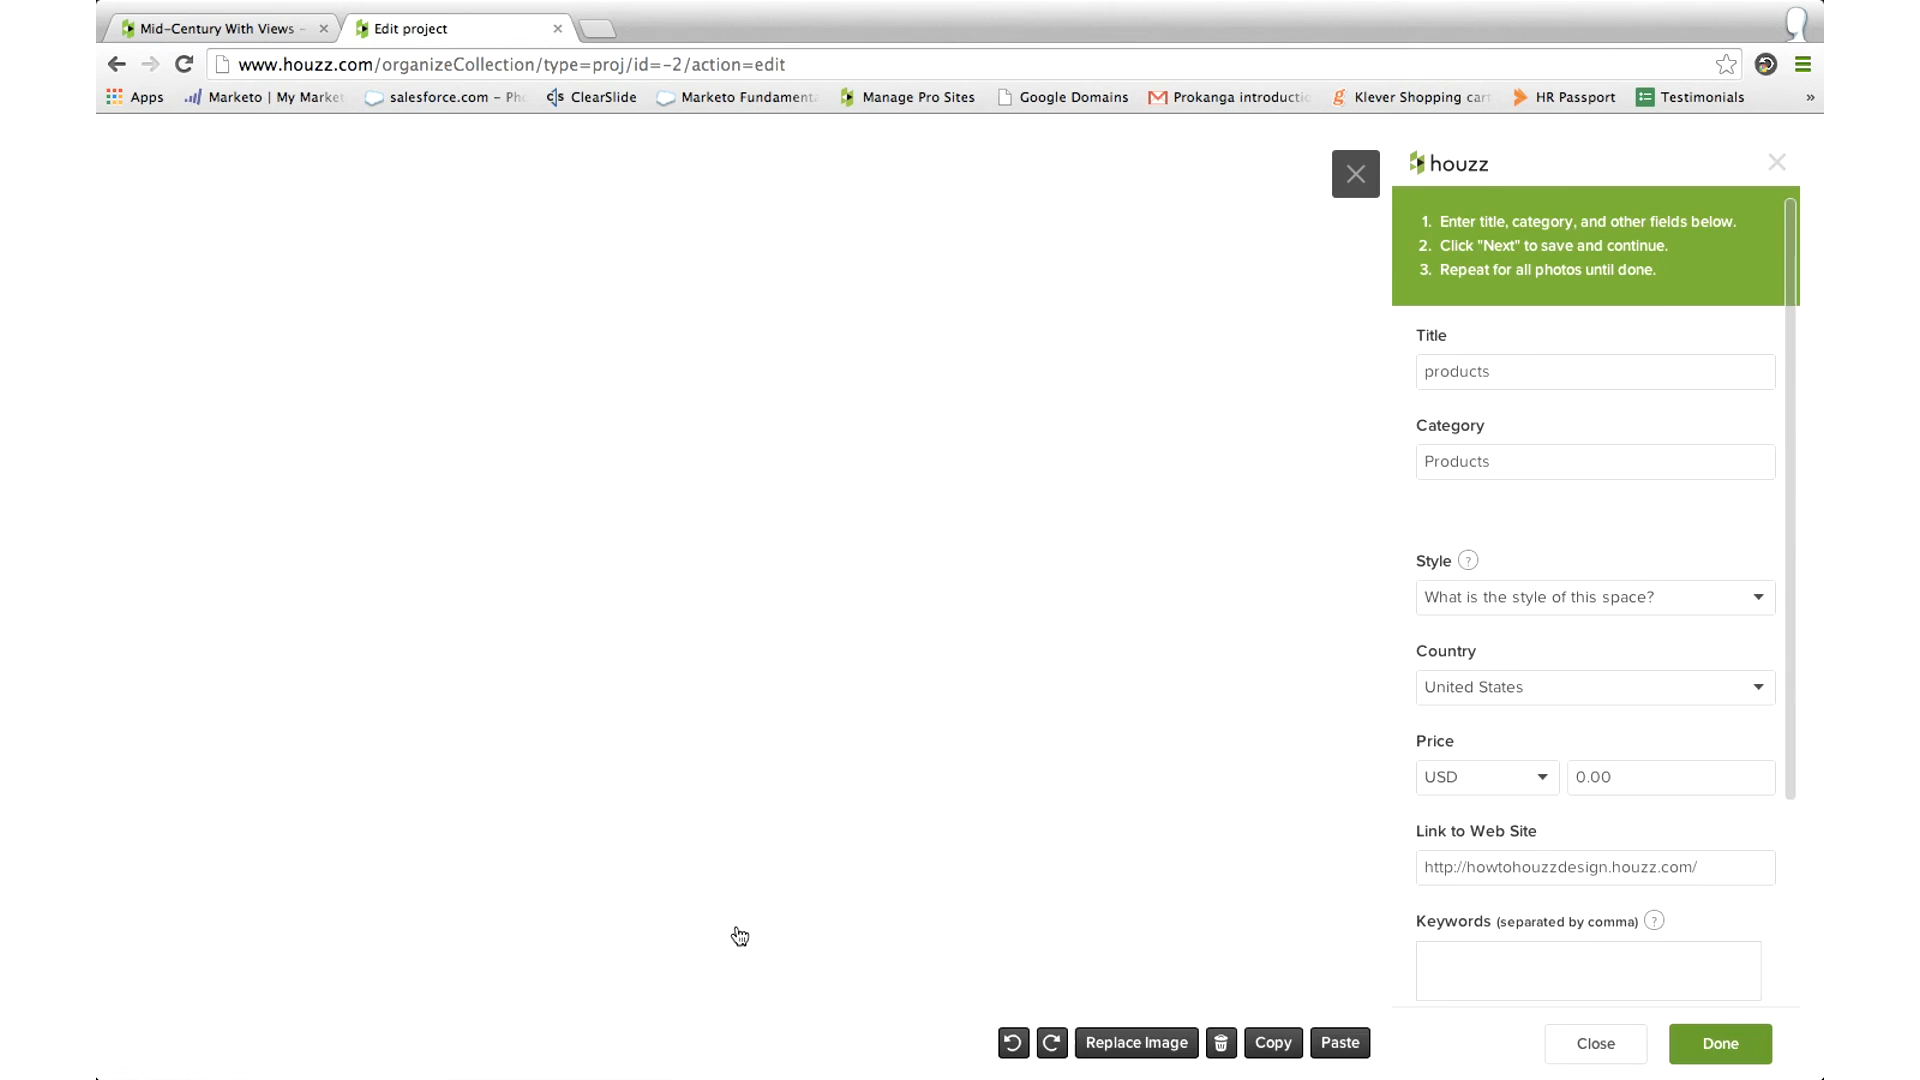 Mid-Century With Views -
Edit project
www.houzz.com/organizeCollection/type=proj/id=-2/action=edit
Apps
Marketo | My Market
salesforce.com - Pho
ClearSlide
Marketo Fundamenta
Manage Pro Sites
Google Domains
Prokanga introductio
Klever Shopping cart
HR Passport
Testimonials
»
houzz
1. Enter title, category, and other fields below.
2. Click "Next" to save and continue.
3. Repeat for all photos until done.
Title
products
Category
Products
Style ?
What is the style of this space?
Country
United States
Price
USD
0.00
Link to Web Site
http://howtohouzzdesign.houzz.com/
Keywords (separated by comma) ?
Replace Image
Copy
Paste
Close
Done